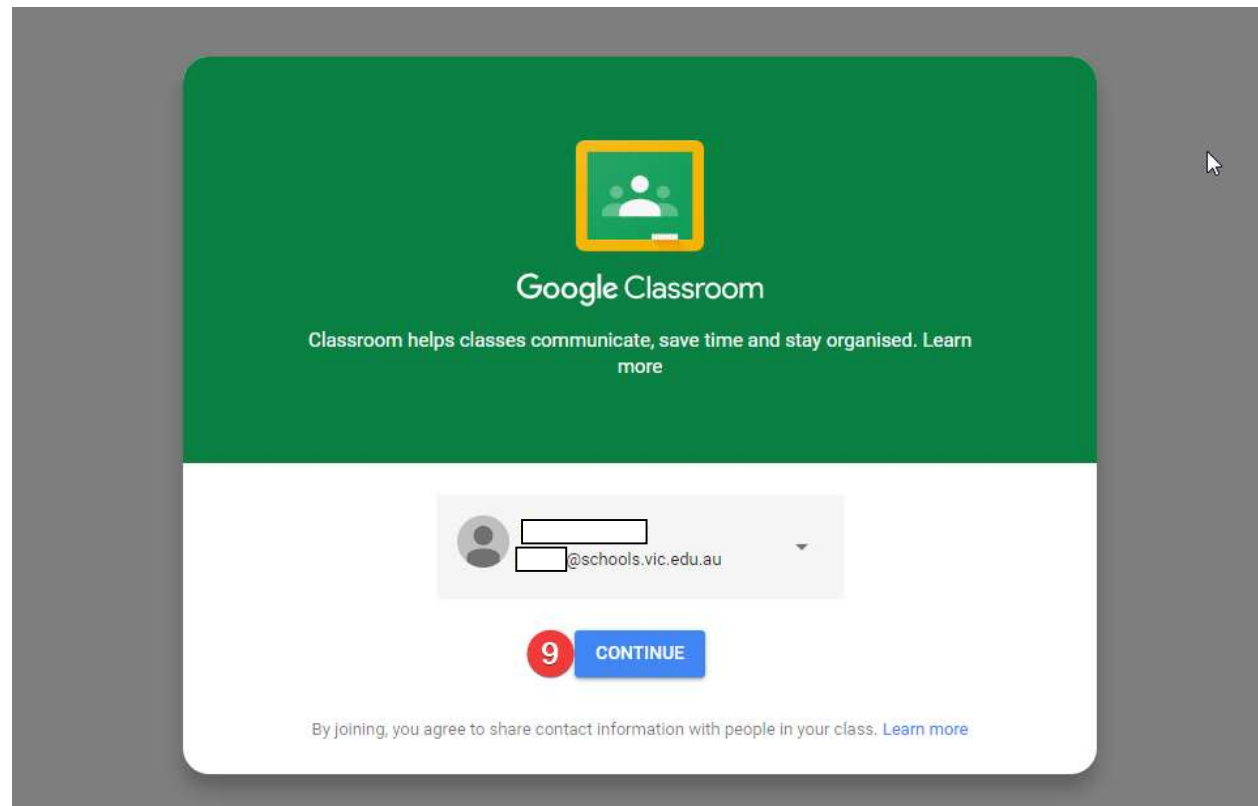 Google Classroom
Classroom helps classes communicate, save time and stay organised. Learn
more
@schools.vic.edu.au
9 CONTINUE
By joining, you agree to share contact information with people in your class. Learn more